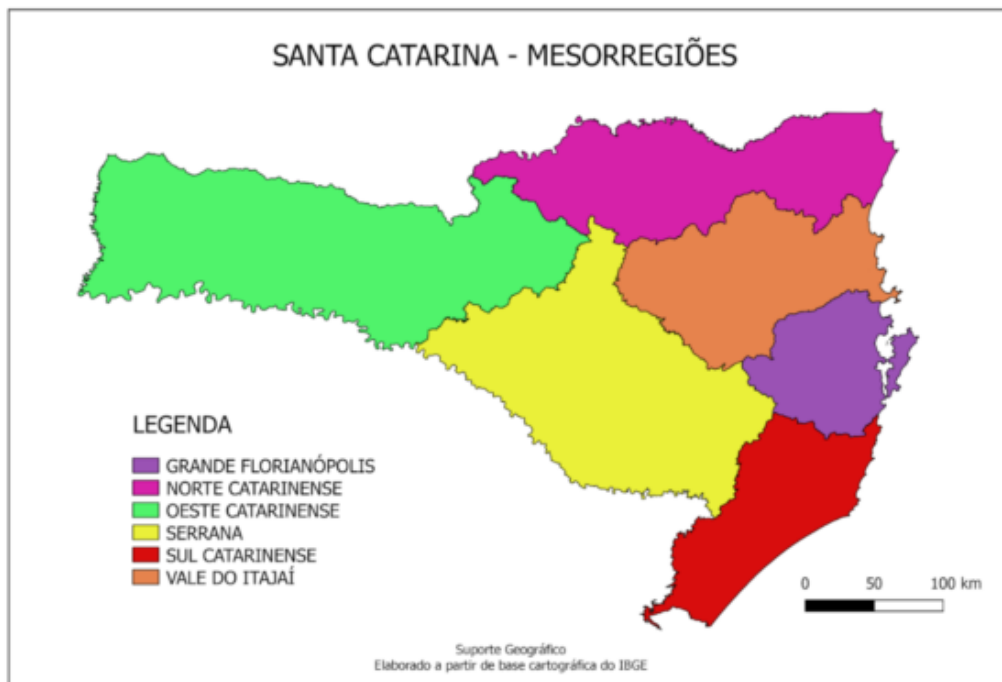 SANTA CATARINA - MESORREGIÕES
LEGENDA
GRANDE FLORIANÓPOLIS
NORTE CATARINENSE
OESTE CATARINENSE
SERRANA
SUL CATARINENSE
VALE DO ITAJAÍ
0 50 100 km
Suporte Geográfico
Elaborado a partir de base cartográfica do IBGE